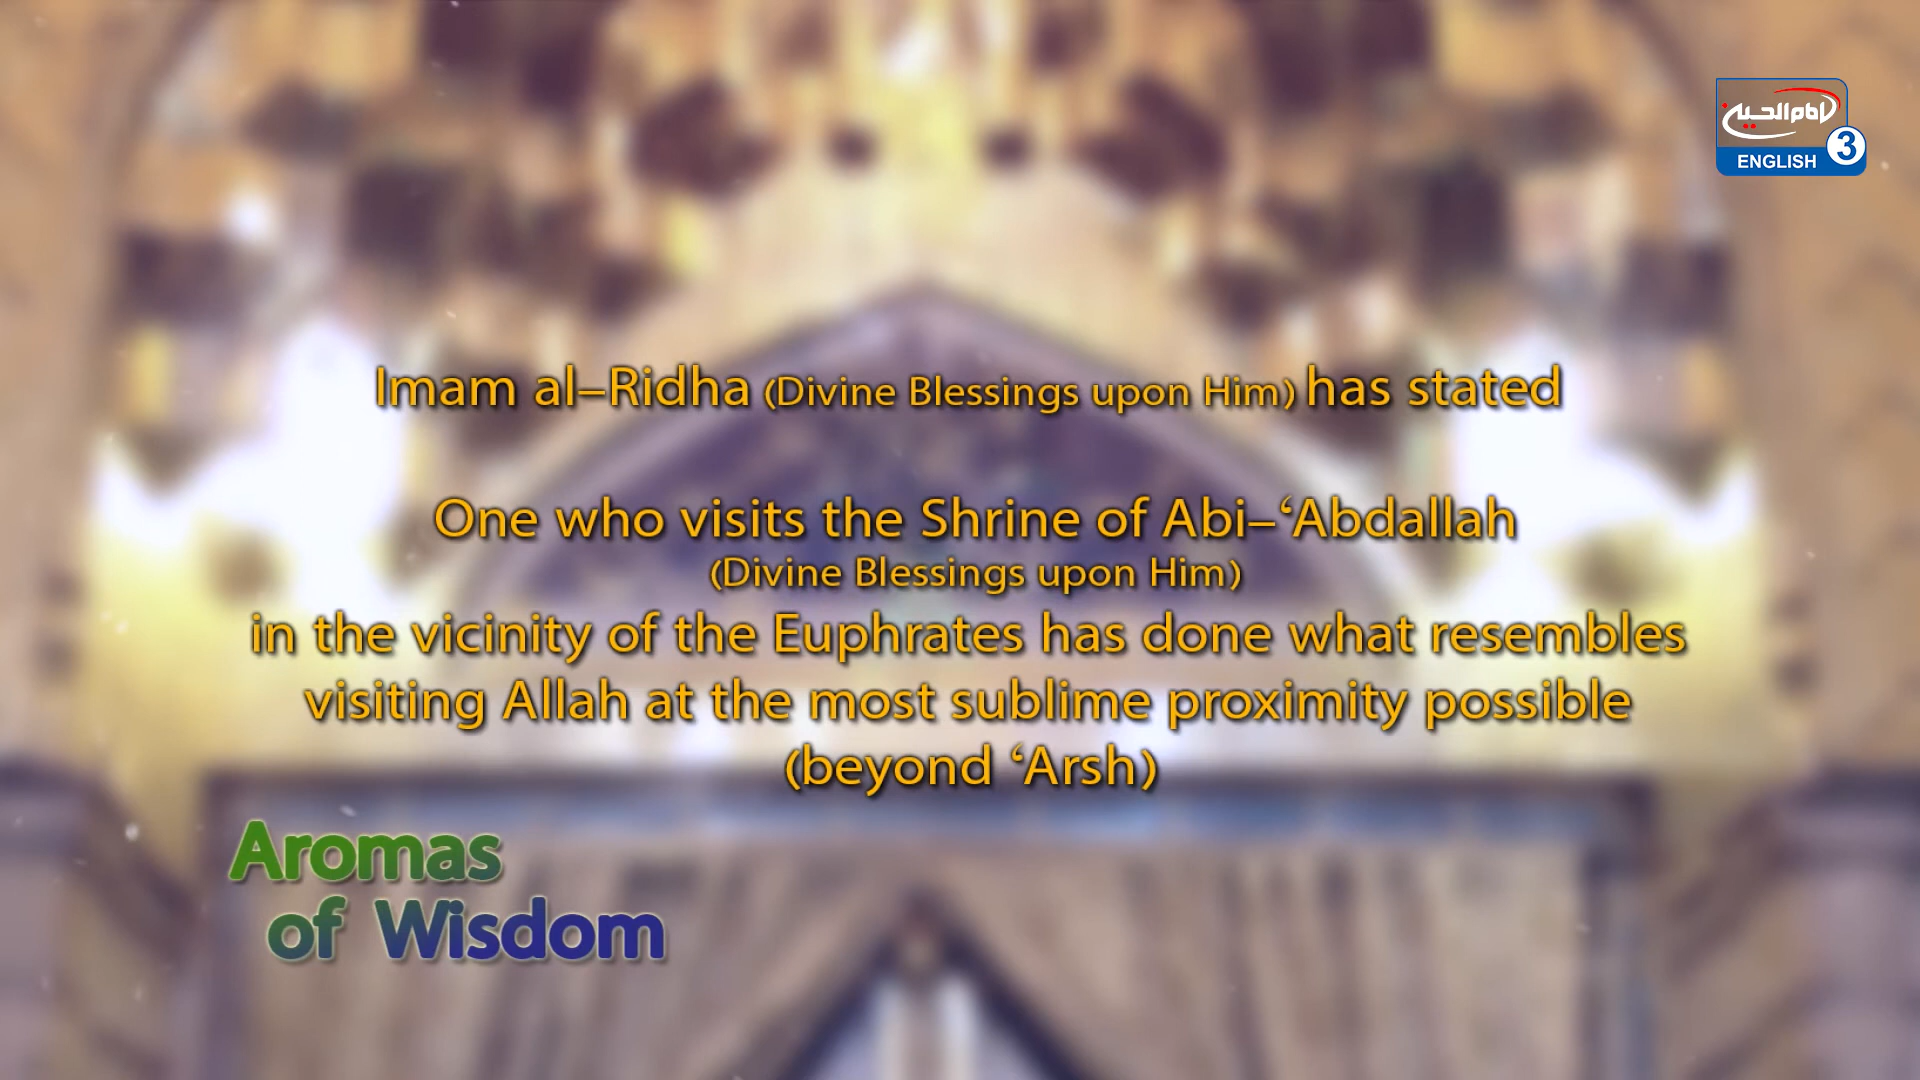 امام الحسين
ENGLISH 3
Imam al–Ridha (Divine Blessings upon Him) has stated
One who visits the Shrine of Abi–‘Abdallah
(Divine Blessings upon Him)
in the vicinity of the Euphrates has done what resembles
visiting Allah at the most sublime proximity possible
(beyond ‘Arsh)
Aromas
of Wisdom